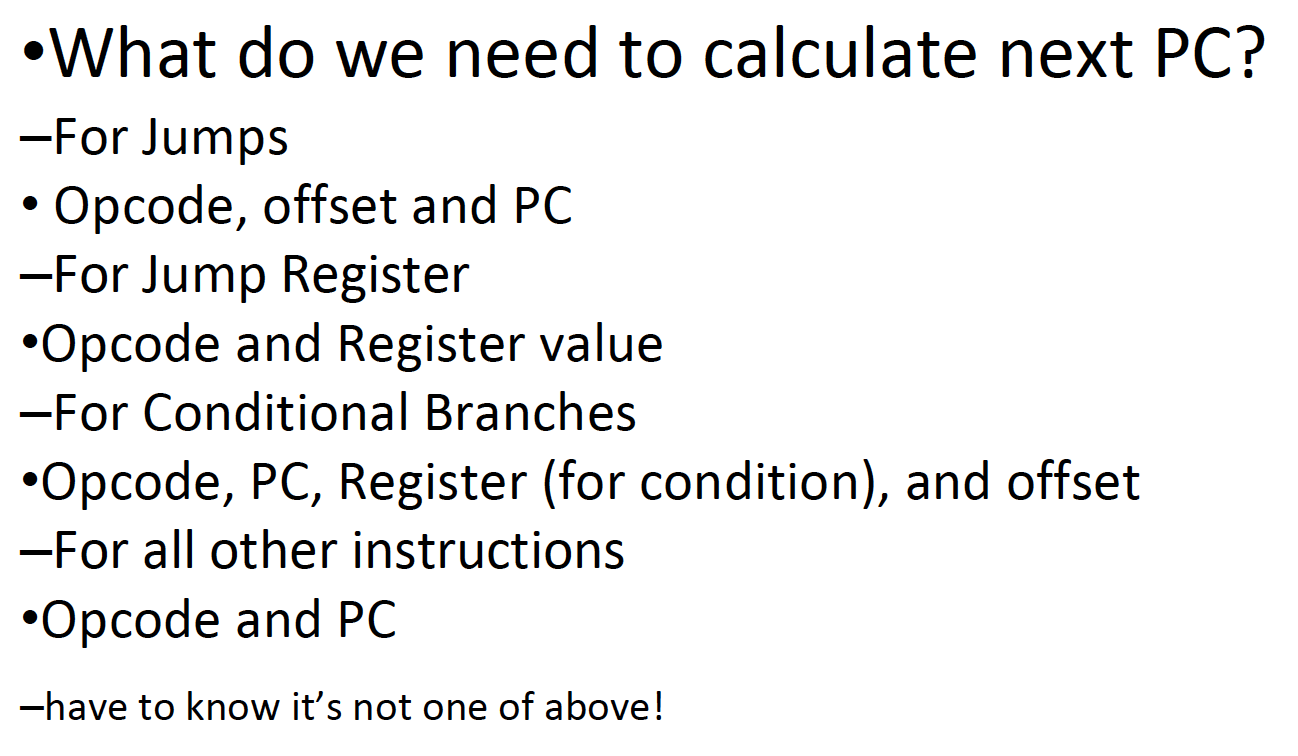 •What do we need to calculate next PC?
–For Jumps
• Opcode, offset and PC
–For Jump Register
•Opcode and Register value
–For Conditional Branches
•Opcode, PC, Register (for condition), and offset
–For all other instructions
•Opcode and PC
–have to know it’s not one of above!